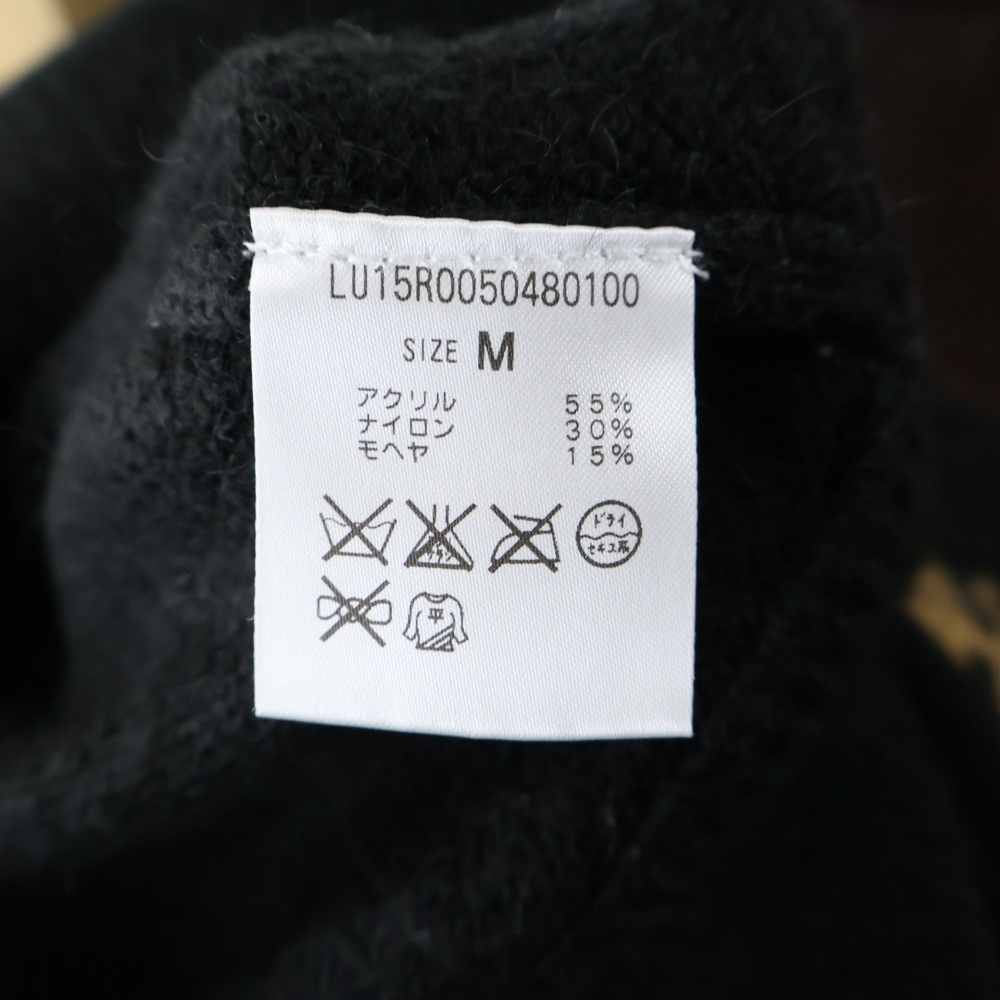 LU15R0050480100
SIZE M
アクリル 55%
ナイロン 30%
モヘヤ 15%
ドライ
セキユ系
平